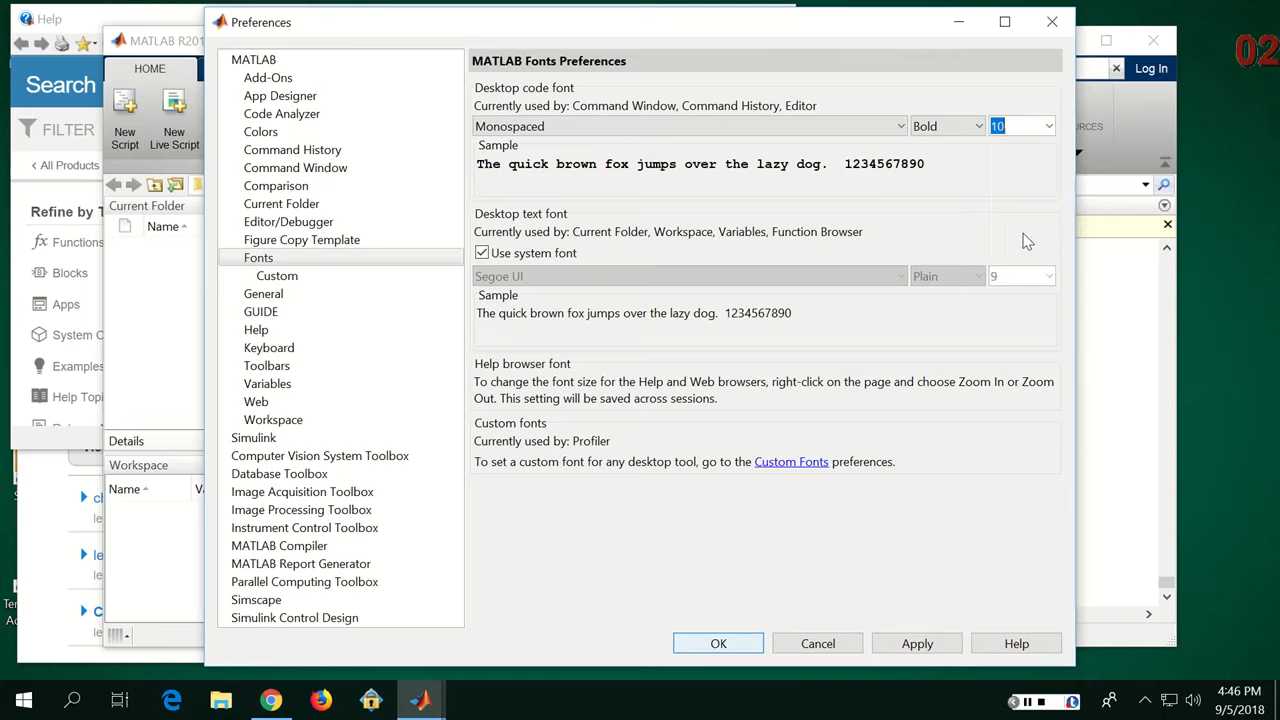 Help
Preferences
MATLAB R201
02
Search
HOME
Log In
FILTER
New
Script
New
Live Script
All Products
Current Folder
Name
Refine by T
Functions
Blocks
Apps
System C
Examples
Help Topi
Details
Workspace
Name
MATLAB
Add-Ons
App Designer
Code Analyzer
Colors
Command History
Command Window
Comparison
Current Folder
Editor/Debugger
Figure Copy Template
Fonts
Custom
General
GUIDE
Help
Keyboard
Toolbars
Variables
Web
Workspace
Simulink
Computer Vision System Toolbox
Database Toolbox
Image Acquisition Toolbox
Image Processing Toolbox
Instrument Control Toolbox
MATLAB Compiler
MATLAB Report Generator
Parallel Computing Toolbox
Simscape
Simulink Control Design
MATLAB Fonts Preferences
Desktop code font
Currently used by: Command Window, Command History, Editor
Monospaced Bold 10
Sample
The quick brown fox jumps over the lazy dog. 1234567890
Desktop text font
Currently used by: Current Folder, Workspace, Variables, Function Browser
Use system font
Segoe UI Plain 9
Sample
The quick brown fox jumps over the lazy dog. 1234567890
Help browser font
To change the font size for the Help and Web browsers, right-click on the page and choose Zoom In or Zoom
Out. This setting will be saved across sessions.
Custom fonts
Currently used by: Profiler
To set a custom font for any desktop tool, go to the Custom Fonts preferences.
OK Cancel Apply Help
4:46 PM
9/5/2018